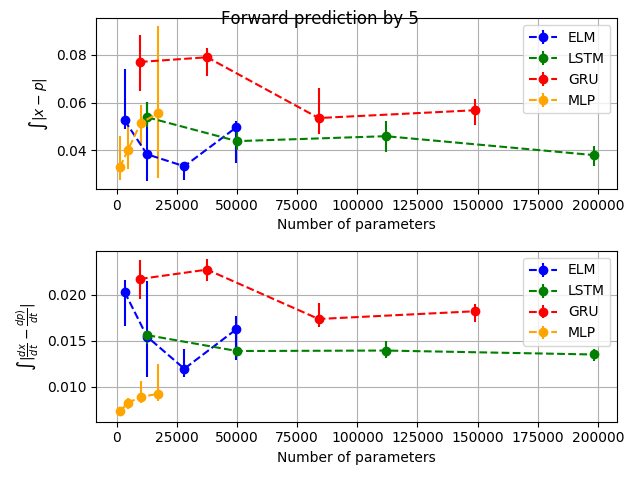 Forward prediction by 5
∫|x − p|
0.08
0.06
0.04
ELM
LSTM
GRU
MLP
0 25000 50000 75000 100000 125000 150000 175000 200000
Number of parameters
∫|dx/dt − dp)/dt|
0.020
0.015
0.010
ELM
LSTM
GRU
MLP
0 25000 50000 75000 100000 125000 150000 175000 200000
Number of parameters